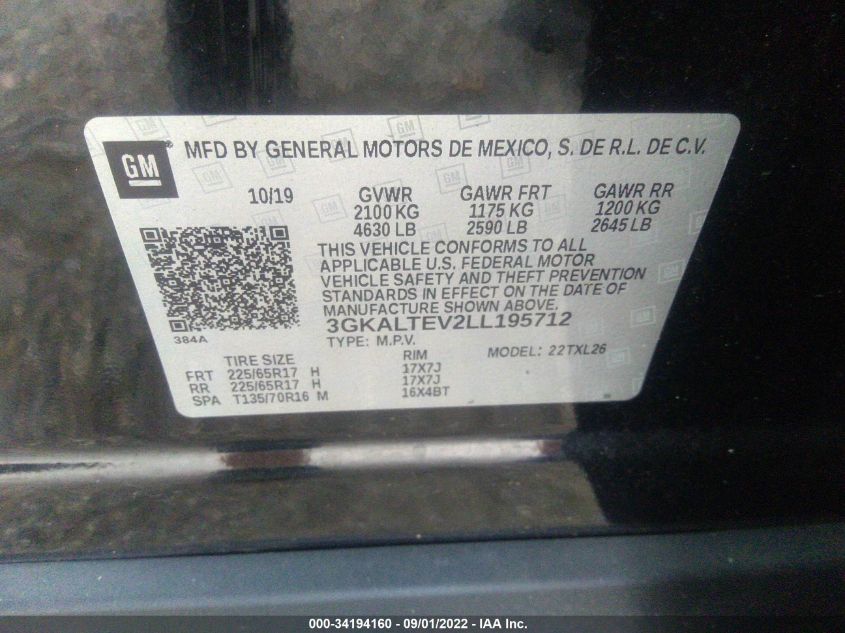 GM
MFD BY GENERAL MOTORS DE MEXICO, S. DE R.L. DE C.V.
10/19 GVWR GAWR FRT GAWR RR
2100 KG 1175 KG 1200 KG
4630 LB 2590 LB 2645 LB
THIS VEHICLE CONFORMS TO ALL
APPLICABLE U.S. FEDERAL MOTOR
VEHICLE SAFETY AND THEFT PREVENTION
STANDARDS IN EFFECT ON THE DATE OF
MANUFACTURE SHOWN ABOVE.
384A
3GKALTEV2LL195712
TYPE: M.P.V. MODEL: 22TXL26
TIRE SIZE RIM
FRT 225/65R17 H 17X7J
RR 225/65R17 H 17X7J
SPA T135/70R16 M 16X4BT
000-34194160 - 09/01/2022 - IAA Inc.